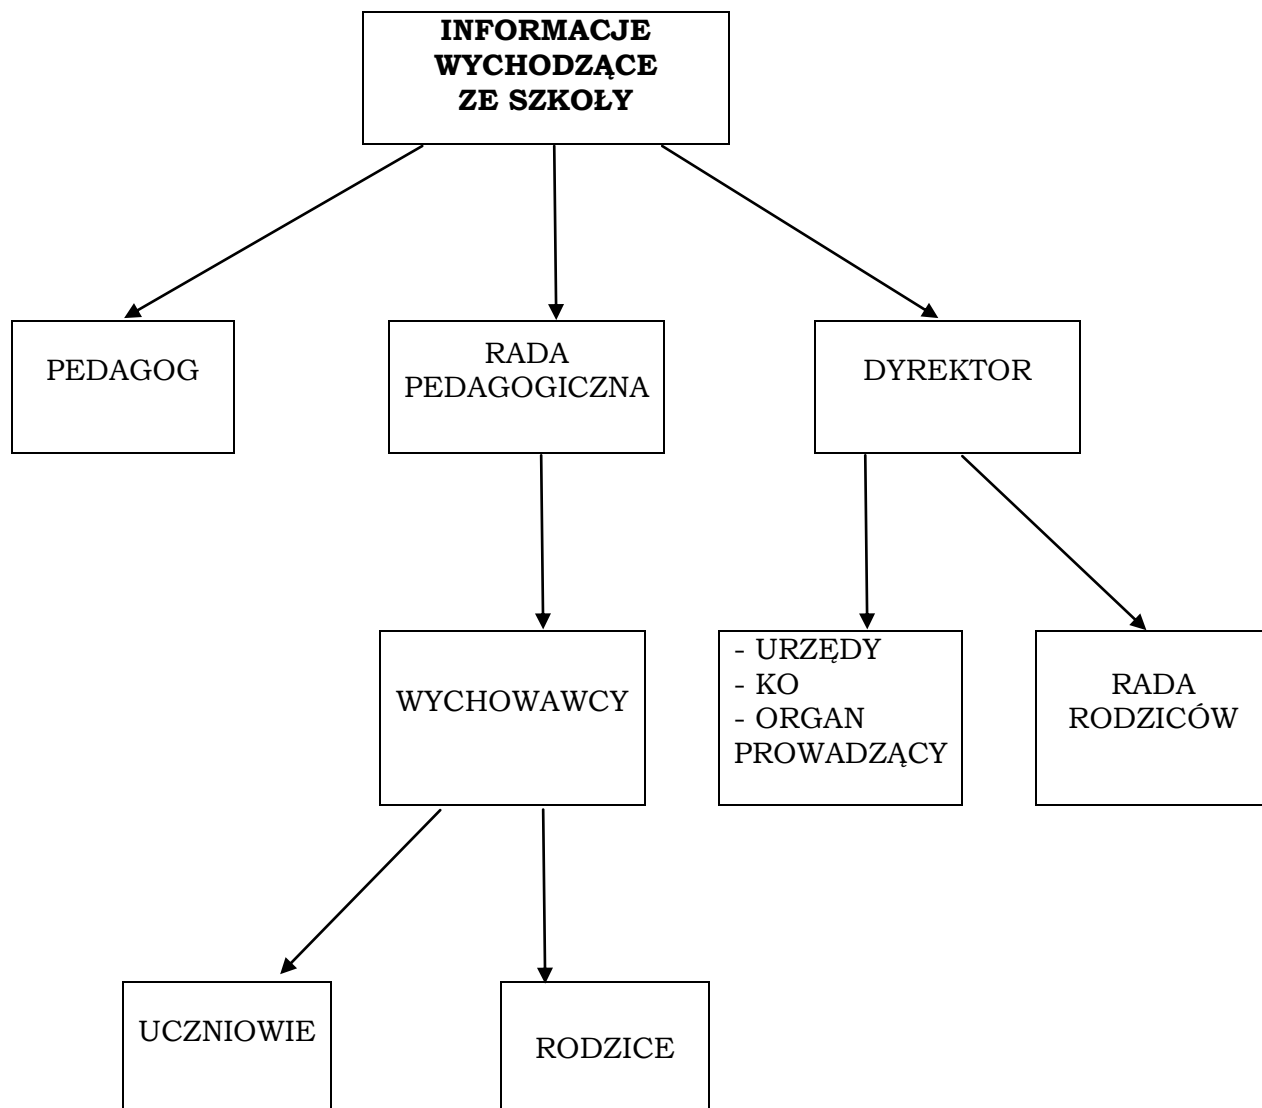 INFORMACJE
WYCHODZĄCE
ZE SZKOŁY
PEDAGOG
RADA
PEDAGOGICZNA
DYREKTOR
WYCHOWAWCY
- URZĘDY
- KO
- ORGAN
PROWADZĄCY
RADA
RODZICÓW
UCZNIOWIE
RODZICE